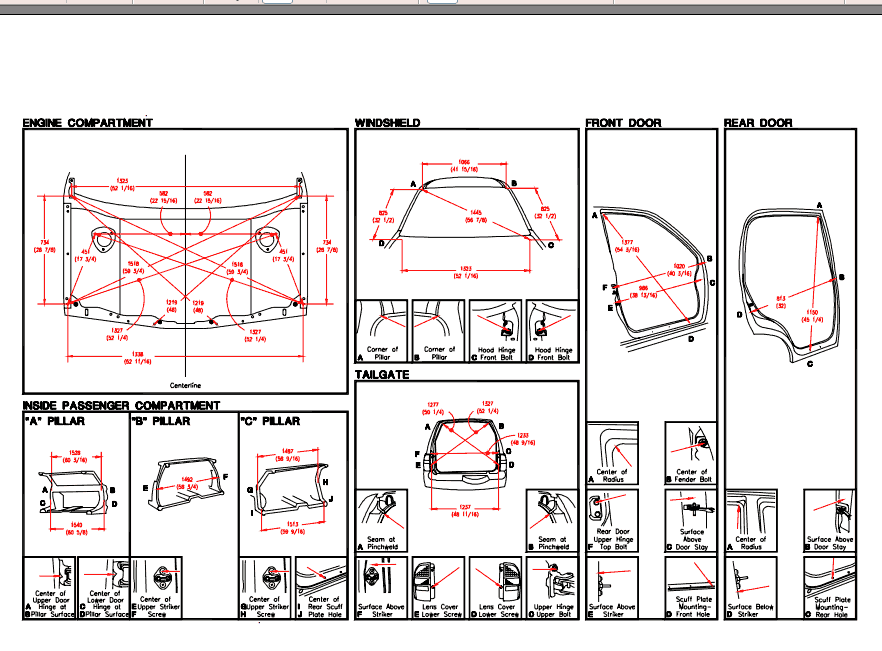 ENGINE COMPARTMENT
1323
(52 1/16)
582
(22 15/16)
582
(22 15/16)
734
(28 7/8)
734
(28 7/8)
451
(17 3/4)
451
(17 3/4)
1518
(59 3/4)
1518
(59 3/4)
1219
(48)
1219
(48)
1327
(52 1/4)
1327
(52 1/4)
1338
(52 11/16)
Centerline
WINDSHIELD
1066
(41 15/16)
A
B
825
(32 1/2)
825
(32 1/2)
1445
(56 7/8)
D
C
1323
(52 1/16)
Corner of
A Pillar
Corner of
B Pillar
Hood Hinge
C Front Bolt
Hood Hinge
D Front Bolt
FRONT DOOR
A
1377
(54 3/16)
B
1020
(40 3/16)
C
F
986
(38 13/16)
E
D
Center of
A Radius
Center of
B Fender Bolt
Rear Door
Upper Hinge
F Top Bolt
Surface
Above
C Door Stay
Surface Above
E Striker
Scuff Plate
Mounting-
D Front Hole
REAR DOOR
A
B
813
(32)
D
1150
(45 1/4)
C
Center of
A Radius
Surface Above
B Door Stay
Surface Below
D Striker
Scuff Plate
Mounting-
C Rear Hole
TAILGATE
1277
(50 1/4)
1327
(52 1/4)
A
B
1233
(48 9/16)
F
C
E
D
1237
(48 11/16)
Seam at
A Pinchweld
Seam at
B Pinchweld
Surface Above
F Striker
Lens Cover
E Lower Screw
Lens Cover
D Lower Screw
Upper Hinge
C Upper Bolt
INSIDE PASSENGER COMPARTMENT
"A" PILLAR
1528
(60 3/16)
A
B
C
D
1540
(60 5/8)
Center of
Upper Door
A Hinge at
B Pillar Surface
Center of
Lower Door
C Hinge at
D Pillar Surface
"B" PILLAR
E
F
1492
(58 3/4)
Center of
E Upper Striker
F Screw
"C" PILLAR
1497
(58 9/16)
G
H
I
J
1513
(59 9/16)
Center of
G Upper Striker
H Screw
Center of
I Rear Scuff
J Plate Hole